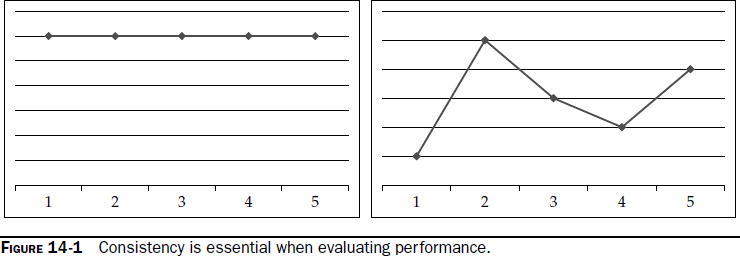 1 2 3 4 5
1 2 3 4 5
FIGURE 14-1 Consistency is essential when evaluating performance.